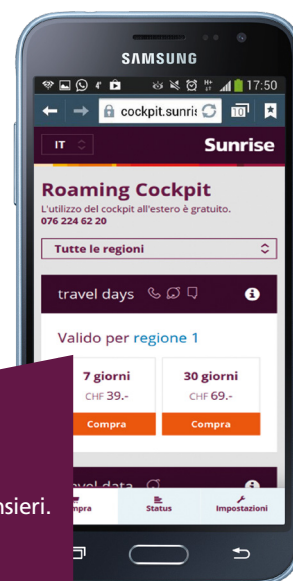 SAMSUNG
17:50
cockpit.sunris
10
IT
Sunrise
Roaming Cockpit
L'utilizzo del cockpit all'estero è gratuito.
076 224 62 20
Tutte le regioni
travel days
Valido per regione 1
7 giorni
30 giorni
CHF 39.-
CHF 69.-
Compra
Compra
travel data
nsieri.
mpra
Status
Impostazioni